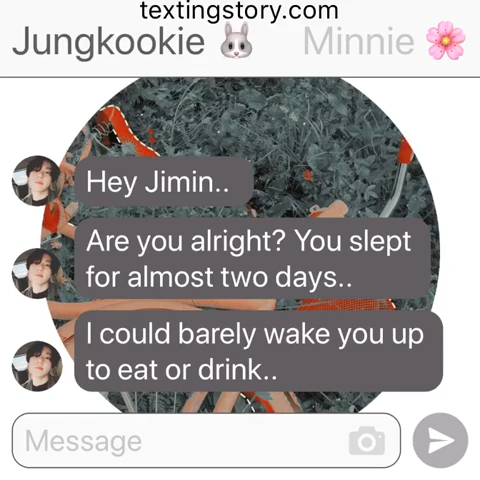 textingstory.com
Jungkookie 🐰 Minnie 🌸
Hey Jimin..
Are you alright? You slept
for almost two days..
I could barely wake you up
to eat or drink..
Message